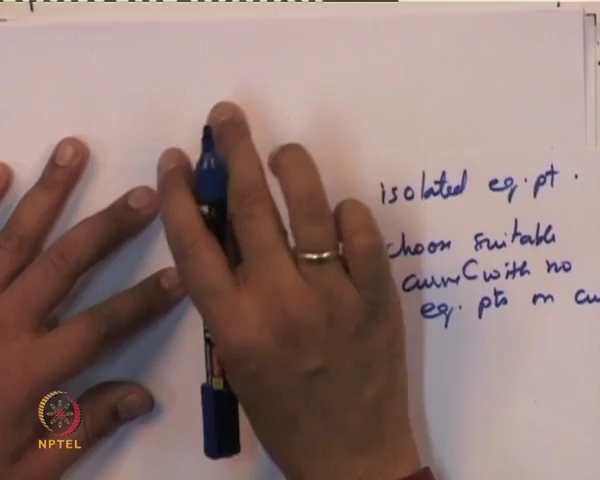 isolated eq. pt.
choose suitable
curve C with no
eq. pts on cu
NPTEL